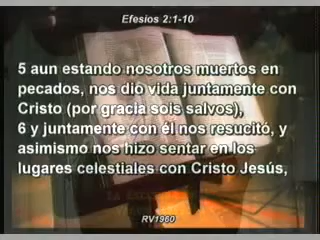 Efesios 2:1-10
5 aun estando nosotros muertos en
pecados, nos dio vida juntamente con
Cristo (por gracia sois salvos),
6 y juntamente con él nos resucitó, y
asimismo nos hizo sentar en los
lugares celestiales con Cristo Jesús,
RV1960